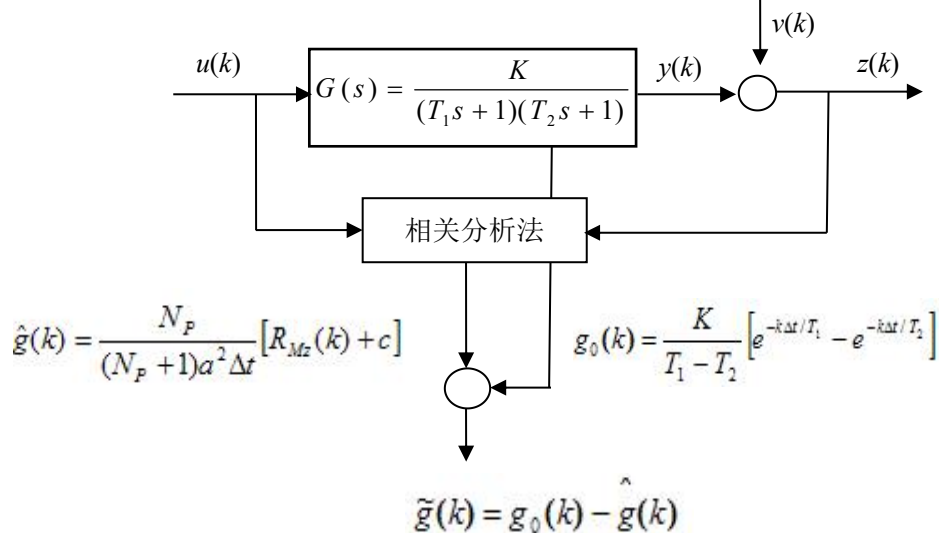 v(k)
u(k)
G(s) = K / ((T₁s + 1)(T₂s + 1))
y(k)
z(k)
相关分析法
ĝ(k) = N_P / ((N_P + 1)a²Δt) [R_Mz(k) + c]
g₀(k) = K / (T₁ − T₂) [e^(−kΔt/T₁) − e^(−kΔt/T₂)]
g̃(k) = g₀(k) − ĝ(k)